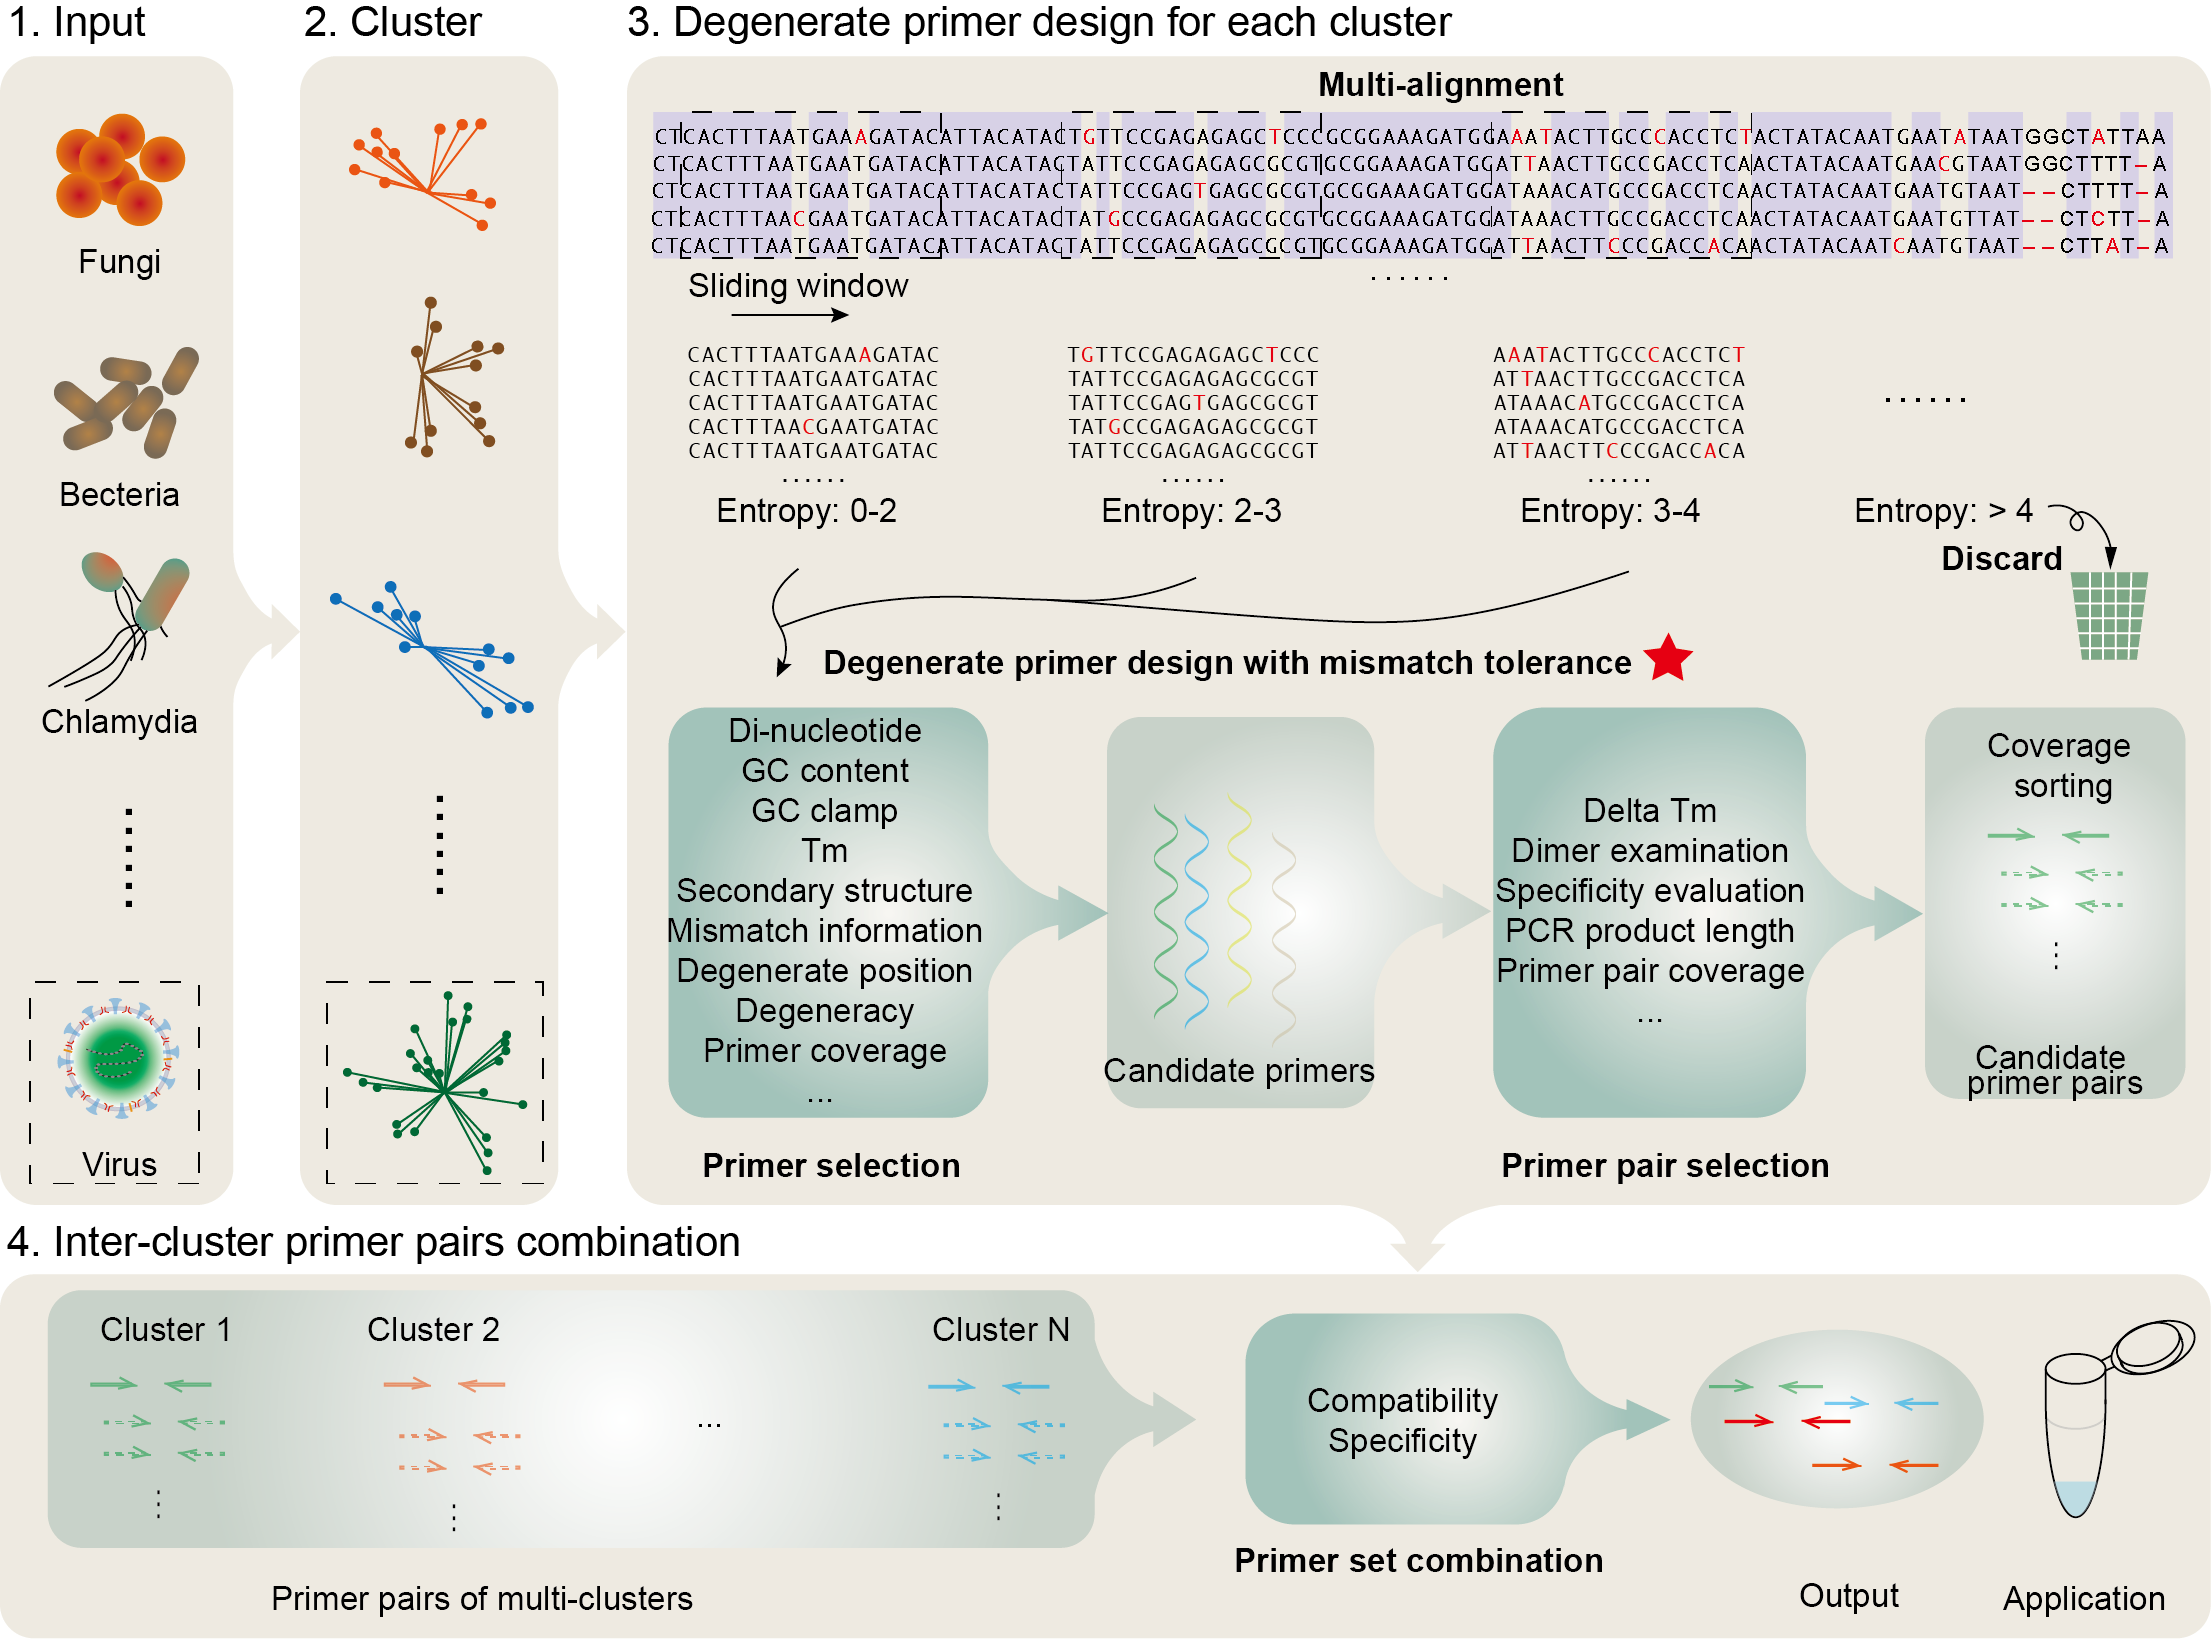 1. Input
2. Cluster
3. Degenerate primer design for each cluster
Fungi
Becteria
Chlamydia
Virus
Multi-alignment
CTCACTTTAATGAAAGATACATTACATACTGTTCCGAGAGAGCTCCCGCGGAAAGATGGAAATACTTGCCCACCTCTACTATACAATGAATATAATGGCTATTAA
CTCACTTTAATGAATGATACATTACATACTATTCCGAGAGAGCGCGTGCGGAAAGATGGATTAACTTGCCGACCTCAACTATACAATGAACGTAATGGCTTTT–A
CTCACTTTAATGAATGATACATTACATACTATTCCGAGTGAGCGCGTGCGGAAAGATGGATAAACATGCCGACCTCAACTATACAATGAATGTAAT––CTTTT–A
CTCACTTTAACGAATGATACATTACATACTATGCCGAGAGAGCGCGTGCGGAAAGATGGATAAACTTGCCGACCTCAACTATACAATGAATGTTAT––CTCTT–A
CTCACTTTAATGAATGATACATTACATACTATTCCGAGAGAGCGCGTGCGGAAAGATGGATTAACTTCCCGACCACAACTATACAATCAATGTAAT––CTTAT–A
......
Sliding window
CACTTTAATGAAAGATAC
CACTTTAATGAATGATAC
CACTTTAATGAATGATAC
CACTTTAACGAATGATAC
CACTTTAATGAATGATAC
......
Entropy: 0-2
TGTTCCGAGAGAGCTCCC
TATTCCGAGAGAGCGCGT
TATTCCGAGTGAGCGCGT
TATGCCGAGAGAGCGCGT
TATTCCGAGAGAGCGCGT
......
Entropy: 2-3
AAATACTTGCCCACCTCT
ATTAACTTGCCGACCTCA
ATAAACATGCCGACCTCA
ATAAACATGCCGACCTCA
ATTAACTTCCCGACCACA
......
Entropy: 3-4
......
Entropy: > 4
Discard
Degenerate primer design with mismatch tolerance
Di-nucleotide
GC content
GC clamp
Tm
Secondary structure
Mismatch information
Degenerate position
Degeneracy
Primer coverage
...
Primer selection
Candidate primers
Delta Tm
Dimer examination
Specificity evaluation
PCR product length
Primer pair coverage
...
Primer pair selection
Coverage
sorting
Candidate
primer pairs
4. Inter-cluster primer pairs combination
Cluster 1
Cluster 2
...
Cluster N
Primer pairs of multi-clusters
Compatibility
Specificity
Primer set combination
Output
Application